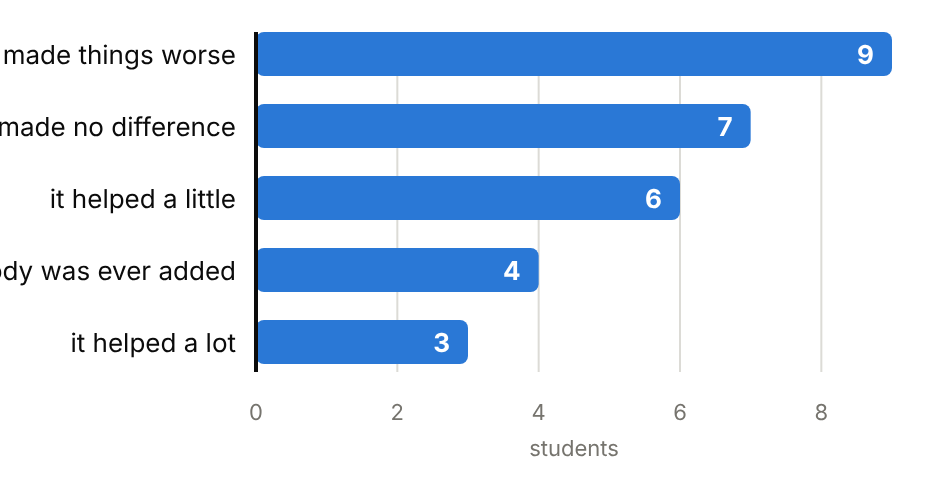 made things worse 9
made no difference 7
it helped a little 6
was ever added 4
it helped a lot 3
0 2 4 6 8
students